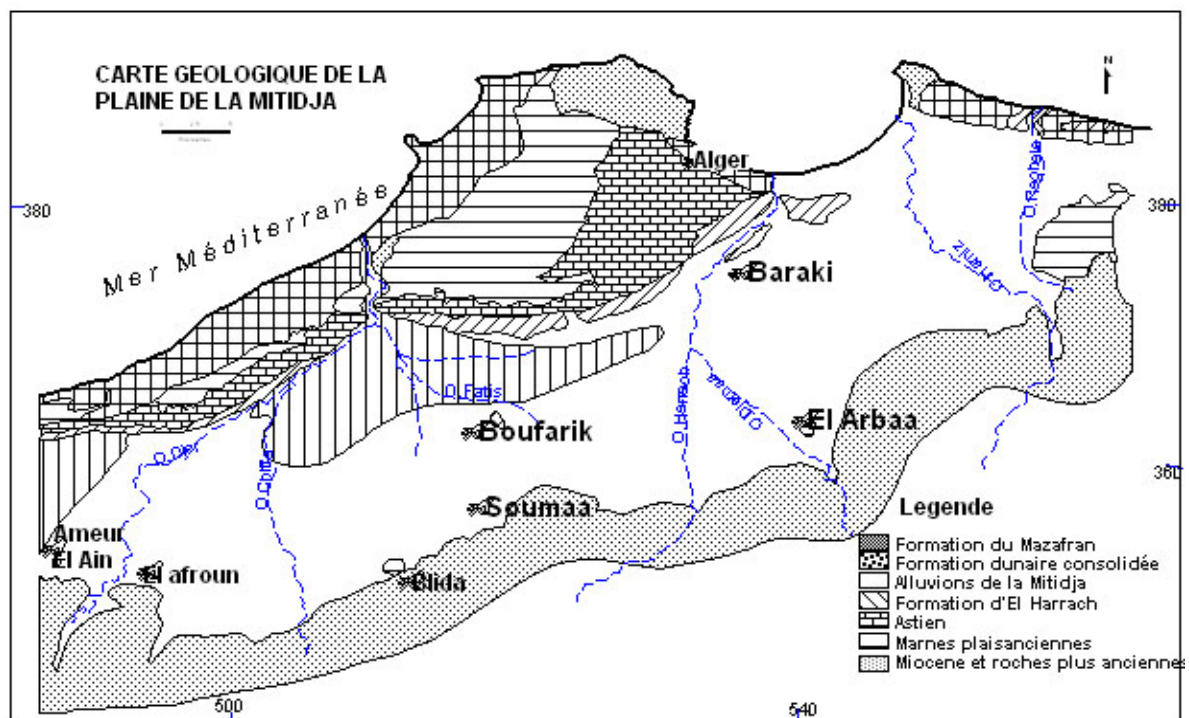 CARTE GEOLOGIQUE DE LA
PLAINE DE LA MITIDJA
N
Alger
O.Reghaia
380
380
Mer Méditerranée
Baraki
O.Hamiz
O.Fatis
Boufarik
O.Harrach
O.Djemaa
El Arbaa
O.Djer
O.Chiffa
360
Soumaa
Legende
Ameur
El Ain
El afroun
Blida
Formation du Mazafran
Formation dunaire consolidée
Alluvions de la Mitidja
Formation d'El Harrach
Astien
Marnes plaisanciennes
Miocene et roches plus anciennes
500
540